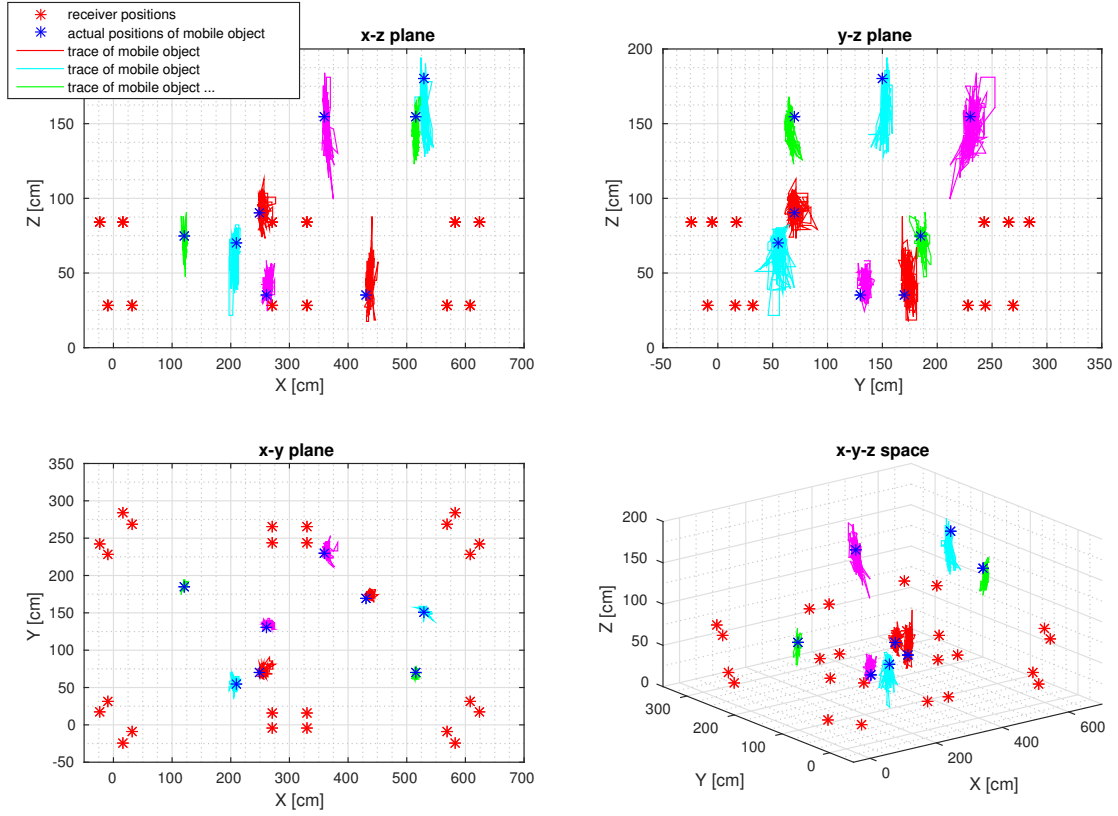 receiver positions
actual positions of mobile object
trace of mobile object
trace of mobile object
trace of mobile object ...
x-z plane
Z [cm]
200
150
100
50
0
0 100 200 300 400 500 600 700
X [cm]
y-z plane
Z [cm]
200
150
100
50
0
-50 0 50 100 150 200 250 300 350
Y [cm]
x-y plane
Y [cm]
350
300
250
200
150
100
50
0
-50
0 100 200 300 400 500 600 700
X [cm]
x-y-z space
Z [cm]
200
150
100
50
0
300
200
100
0
Y [cm]
0
200
400
600
X [cm]